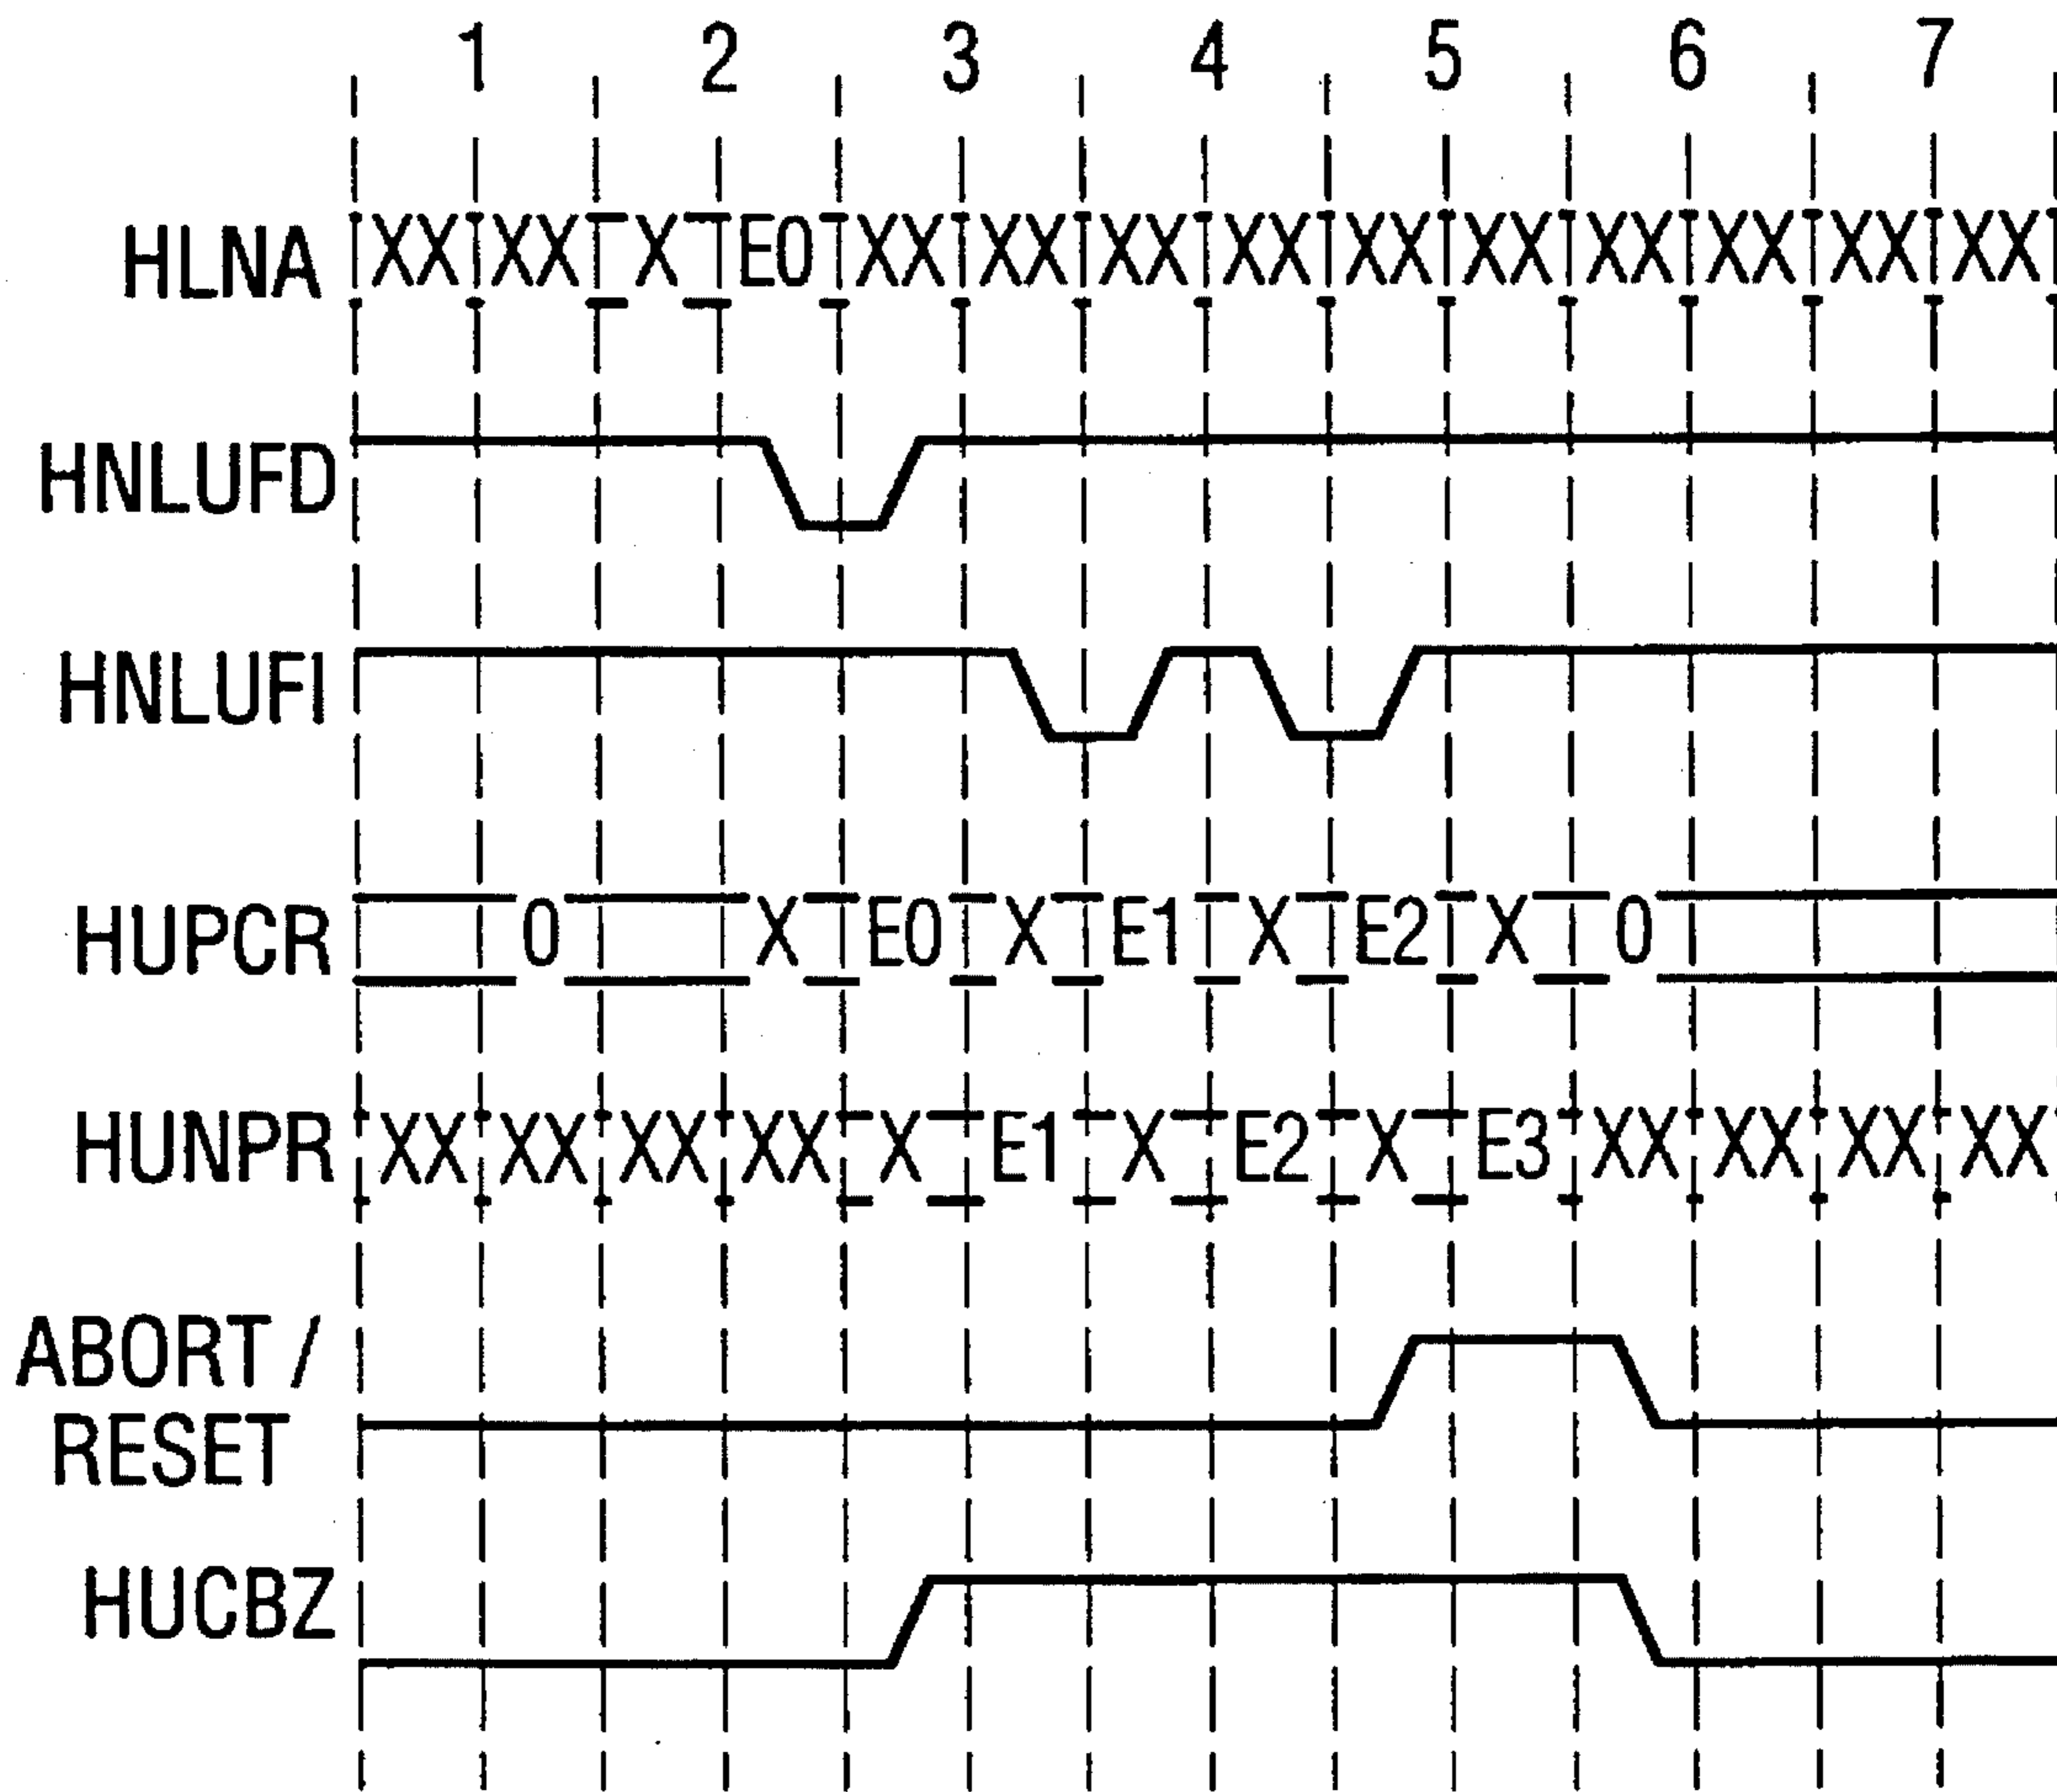 1 2 3 4 5 6 7
HLNA XX XX X E0 XX XX XX XX XX XX XX XX XX XX
HNLUFD
HNLUFI
HUPCR 0 X E0 X E1 X E2 X 0
HUNPR XX XX XX XX X E1 X E2 X E3 XX XX XX XX
ABORT /
RESET
HUCBZ